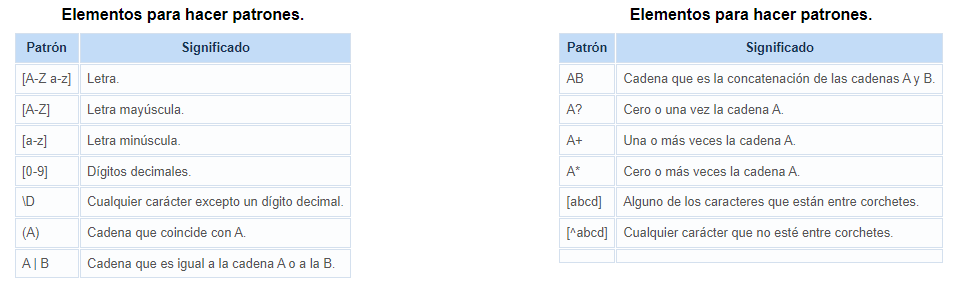 Elementos para hacer patrones.
Patrón Significado
[A-Z a-z] Letra.
[A-Z] Letra mayúscula.
[a-z] Letra minúscula.
[0-9] Dígitos decimales.
\D Cualquier carácter excepto un dígito decimal.
(A) Cadena que coincide con A.
A | B Cadena que es igual a la cadena A o a la B.
Elementos para hacer patrones.
Patrón Significado
AB Cadena que es la concatenación de las cadenas A y B.
A? Cero o una vez la cadena A.
A+ Una o más veces la cadena A.
A* Cero o más veces la cadena A.
[abcd] Alguno de los caracteres que están entre corchetes.
[^abcd] Cualquier carácter que no esté entre corchetes.